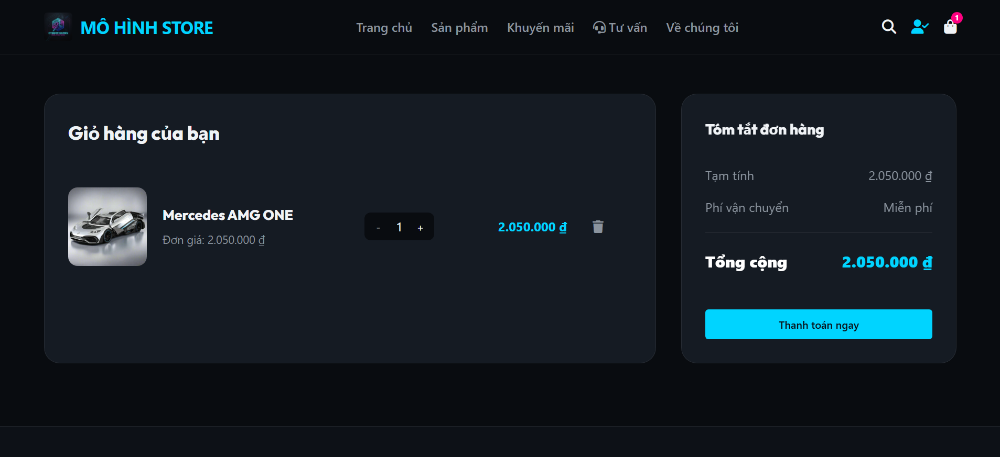 CYBERFIGURES
MÔ HÌNH STORE
Trang chủ
Sản phẩm
Khuyến mãi
Tư vấn
Về chúng tôi
1
Giỏ hàng của bạn
Mercedes AMG ONE
Đơn giá: 2.050.000 ₫
- 1 +
2.050.000 ₫
Tóm tắt đơn hàng
Tạm tính 2.050.000 ₫
Phí vận chuyển Miễn phí
Tổng cộng 2.050.000 ₫
Thanh toán ngay